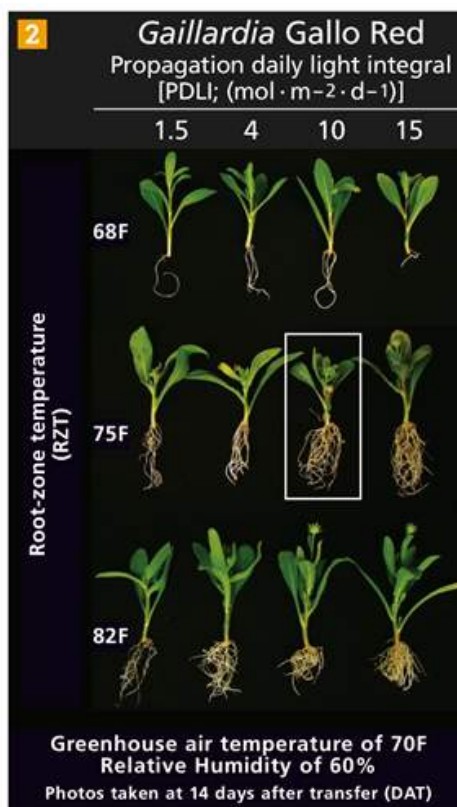 2
Gaillardia Gallo Red
Propagation daily light integral
[PDLI; (mol · m−2 · d−1)]
1.5 4 10 15
68F
Root-zone temperature
(RZT)
75F
82F
Greenhouse air temperature of 70F
Relative Humidity of 60%
Photos taken at 14 days after transfer (DAT)